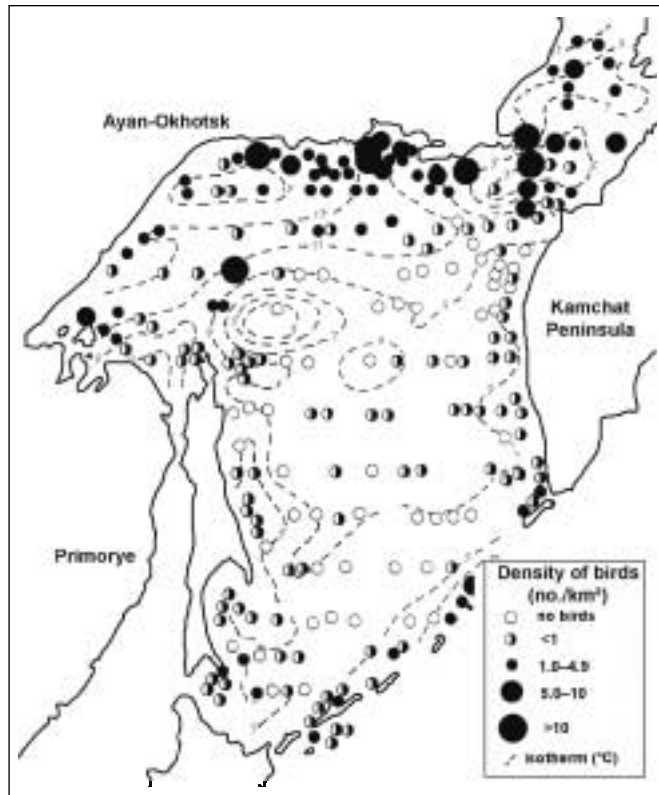 Ayan-Okhotsk
Kamchat
Peninsula
Primorye
Density of birds
(no./km²)
no birds
<1
1.0–4.9
5.0–10
>10
isotherm (°C)